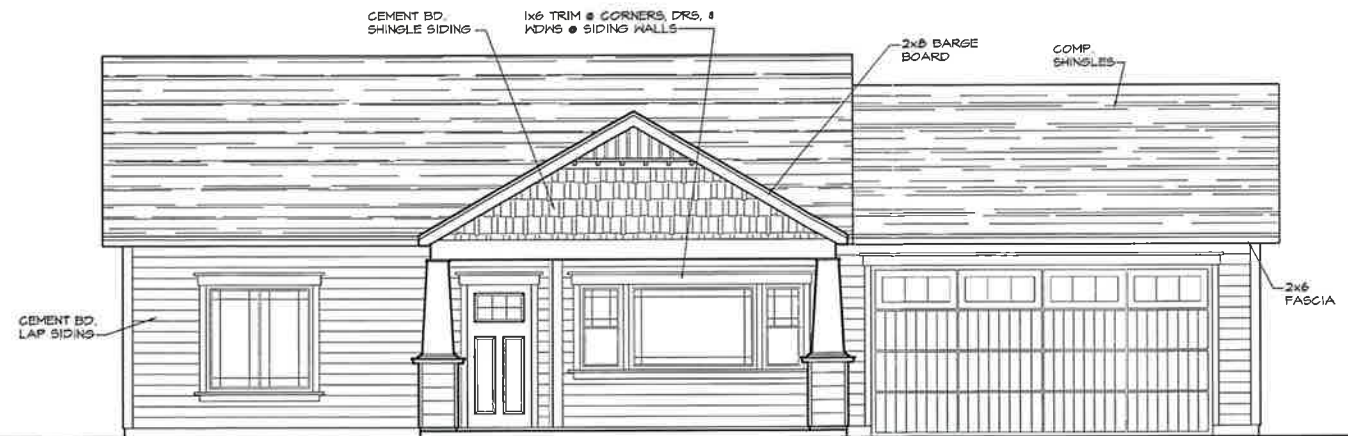 CEMENT BD.
SHINGLE SIDING
1x6 TRIM @ CORNERS, DRS, &
WDWS @ SIDING WALLS
2x8 BARGE
BOARD
COMP.
SHINGLES
CEMENT BD.
LAP SIDING
2x6
FASCIA